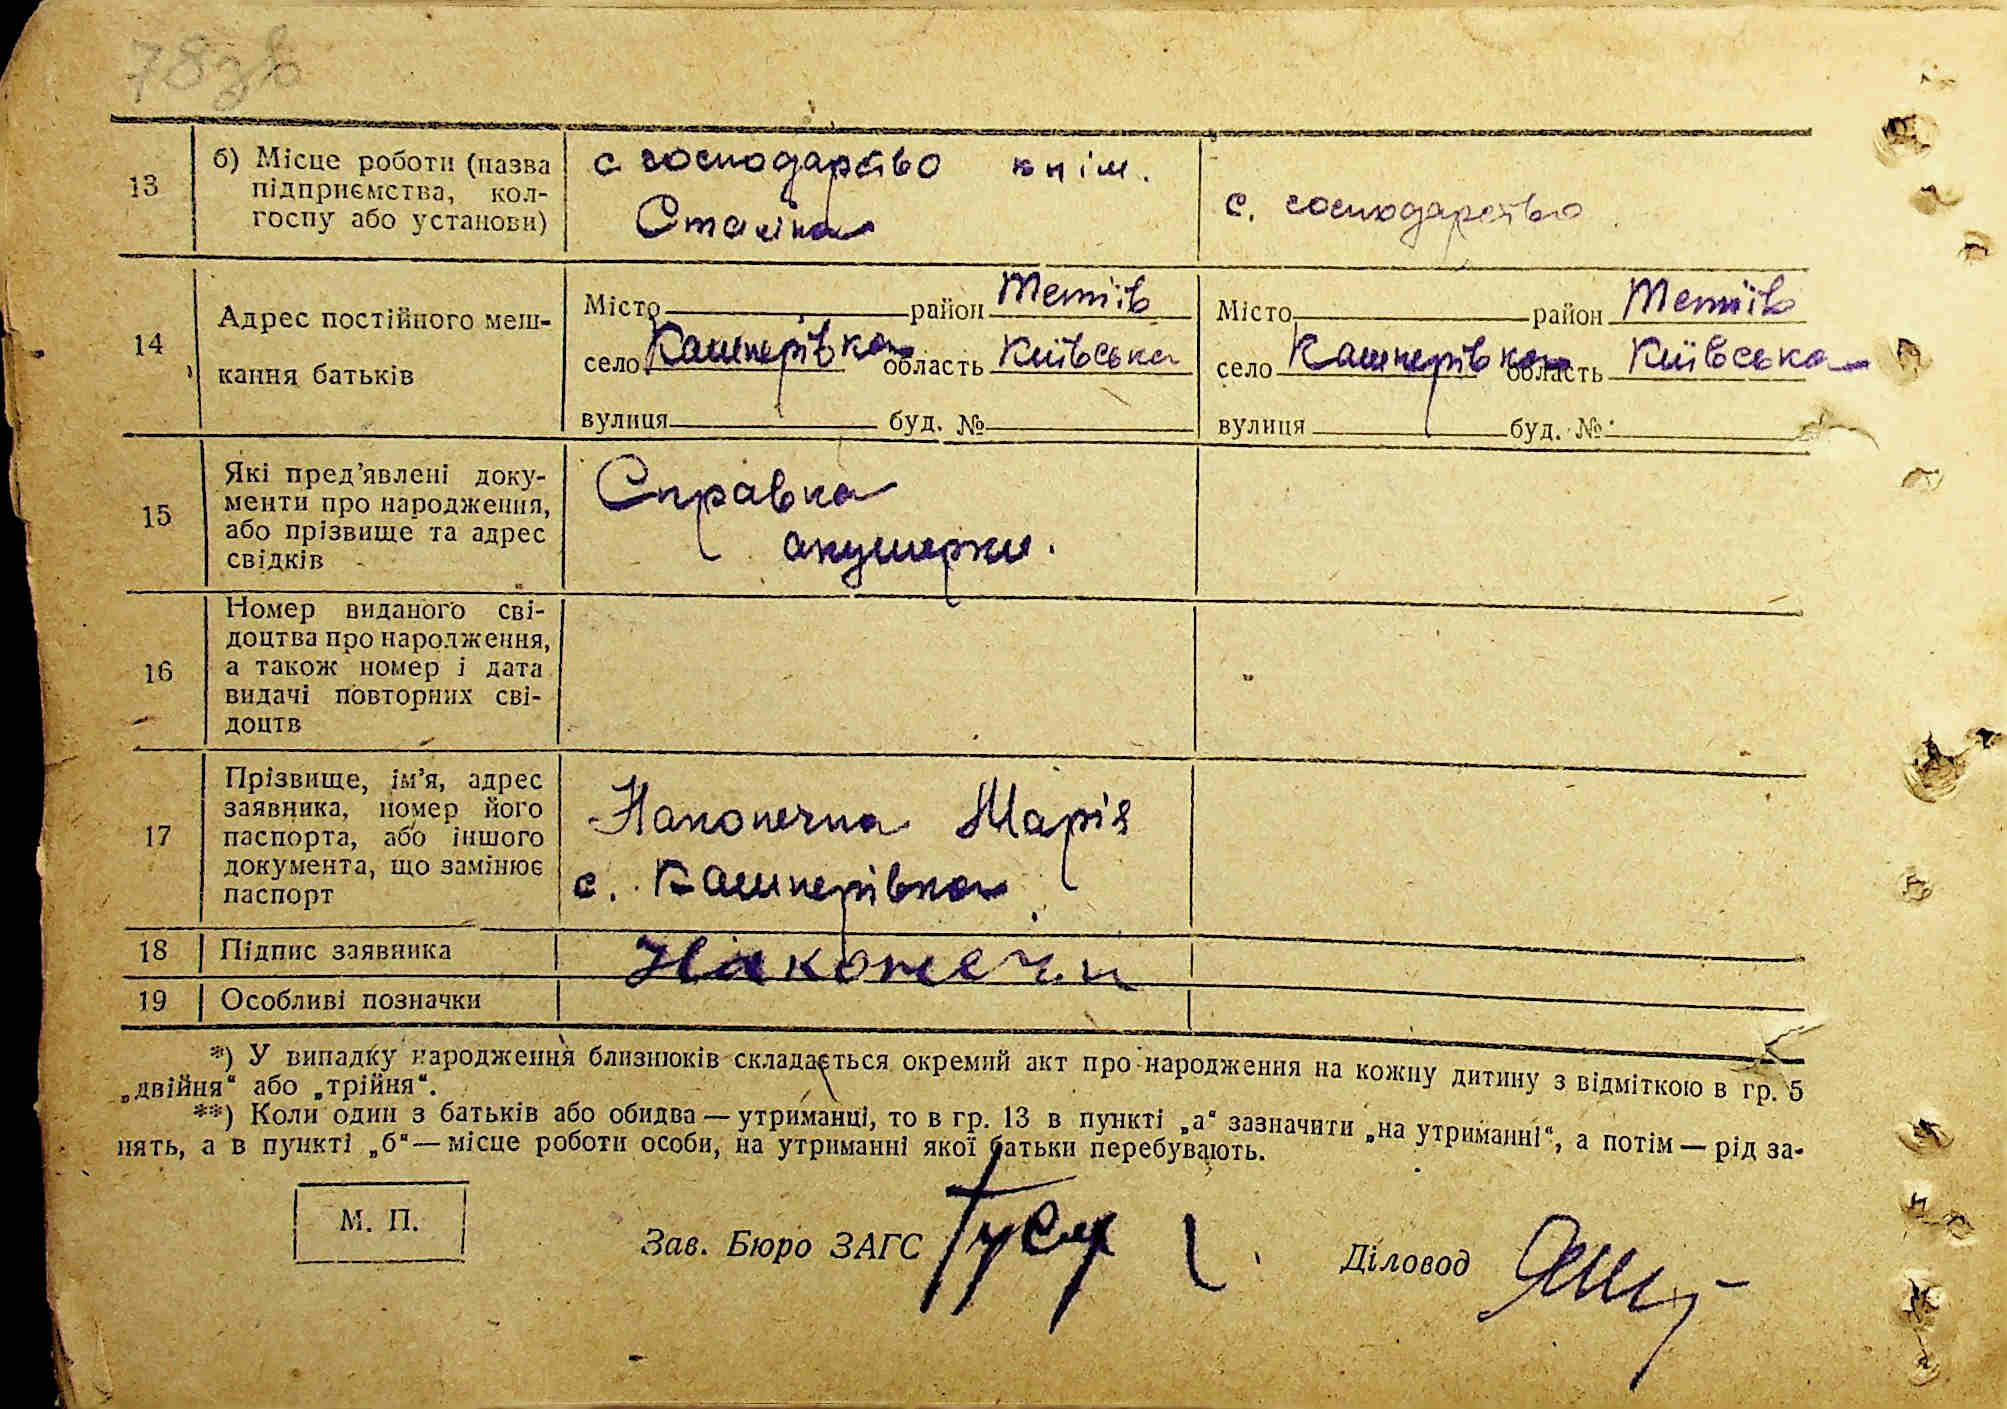 78зв
13 б) Місце роботи (назва підприємства, кол-
госпу або установи)
с господарство к ім.
Сталіна
с. господарство
14 Адрес постійного меш-
кання батьків
Місто район Тетіїв
село Кашперівка область Київська
вулиця буд. №
Місто район Тетіїв
село Кашперівка область Київська
вулиця буд. №
15 Які пред'явлені доку-
менти про народження,
або прізвище та адрес
свідків
Справка
акушерки.
16 Номер виданого сві-
доцтва про народження,
а також номер і дата
видачі повторних сві-
доцтв
17 Прізвище, ім'я, адрес
заявника, номер його
паспорта, або іншого
документа, що замінює
паспорт
Наконечна Марія
с. Кашперівка
18 Підпис заявника
Наконечн
19 Особливі позначки
*) У випадку народження близнюків складається окремий акт про народження на кожну дитину з відміткою в гр. 5
„двійня“ або „трійня“.
**) Коли один з батьків або обидва — утриманці, то в гр. 13 в пункті „а“ зазначити „на утриманні“, а потім — рід за-
нять, а в пункті „б“ — місце роботи особи, на утриманні якої батьки перебувають.
М. П.
Зав. Бюро ЗАГС
Діловод